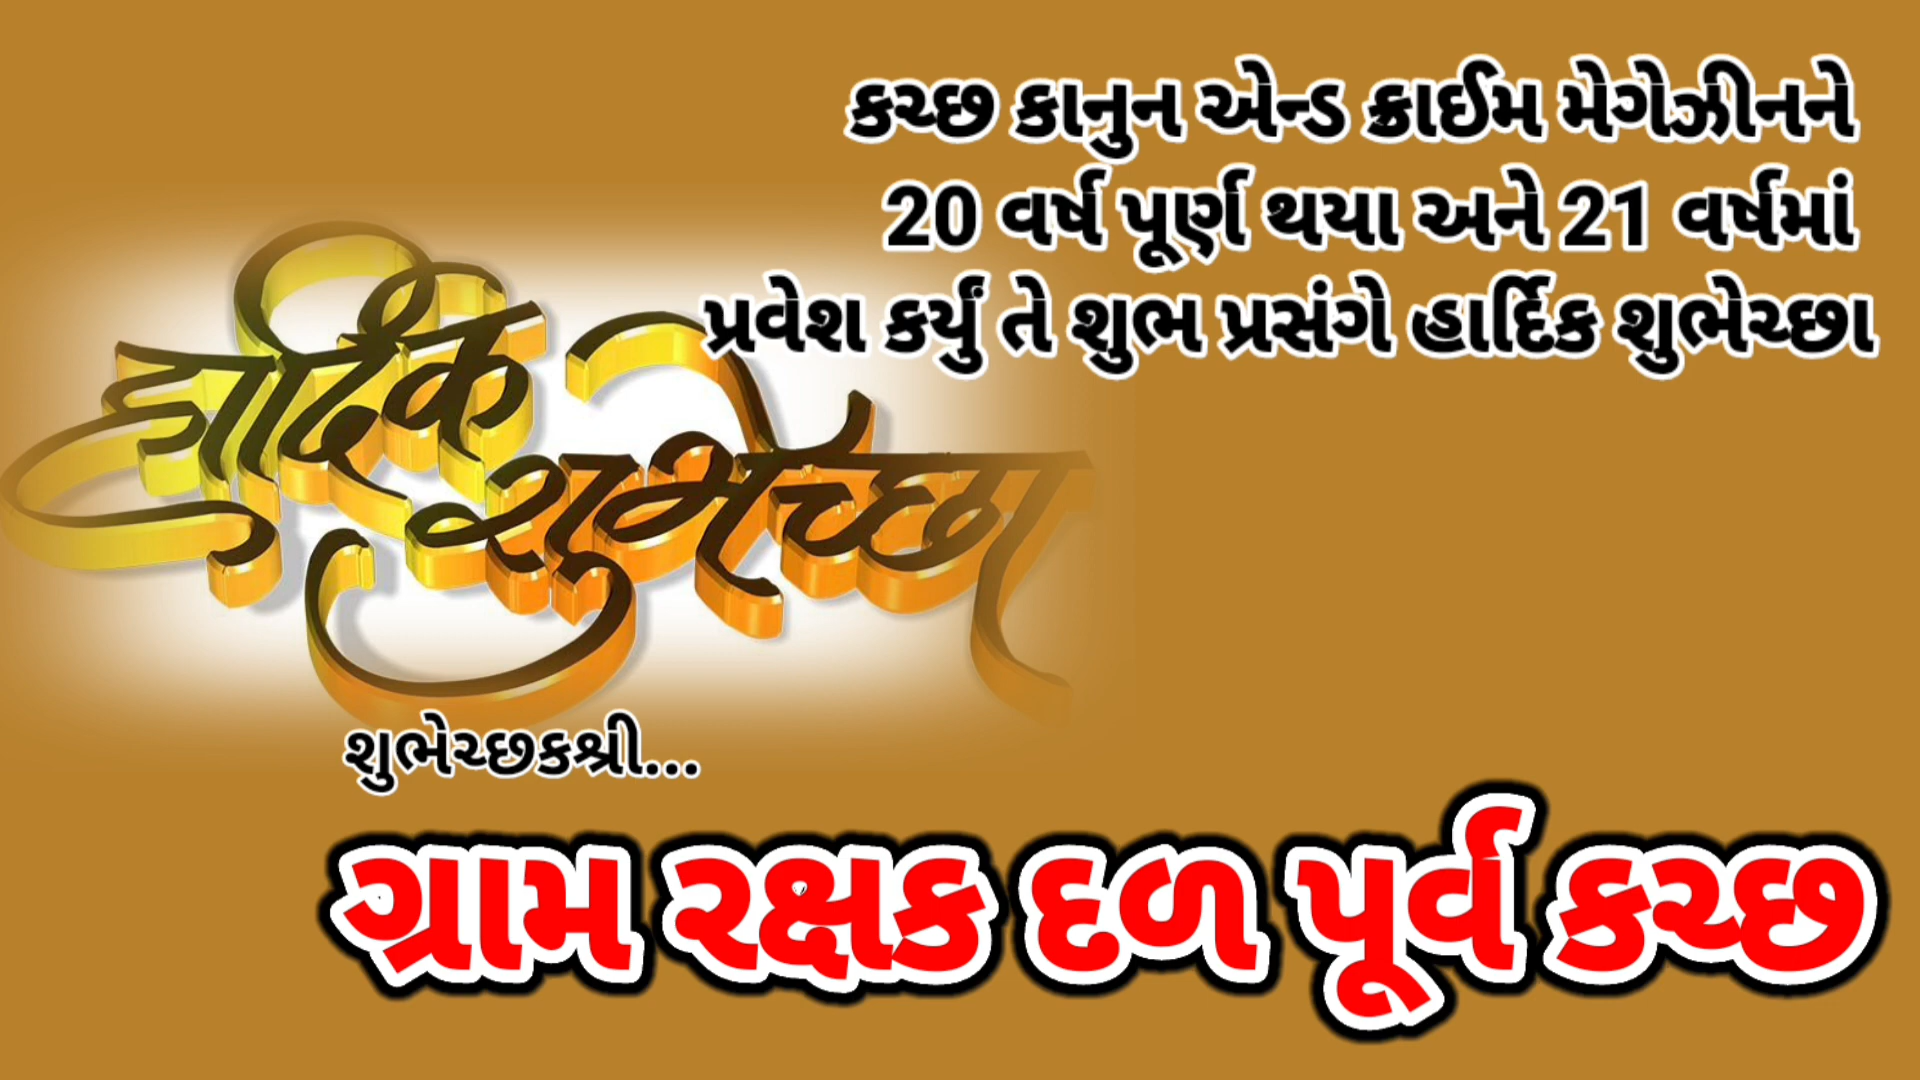 કચ્છ કાનુન એન્ડ ક્રાઈમ મેગેઝીનને
20 વર્ષ પૂર્ણ થયા અને 21 વર્ષમાં
પ્રવેશ કર્યું તે શુભ પ્રસંગે હાર્દિક શુભેચ્છા
हार्दिक
शुभेच्छा
શુભેચ્છકશ્રી...
ગ્રામ રક્ષક દળ પૂર્વ કચ્છ